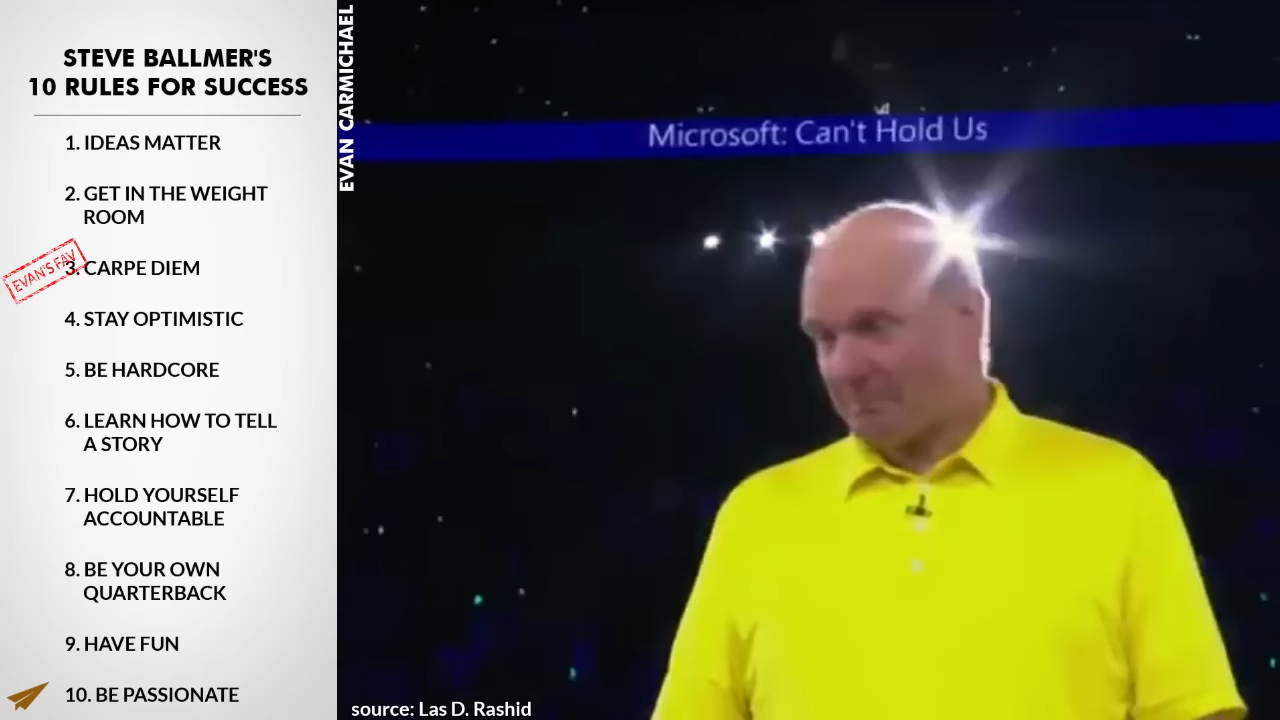 STEVE BALLMER'S
10 RULES FOR SUCCESS
1. IDEAS MATTER
2. GET IN THE WEIGHT
ROOM
EVAN'S FAV
3. CARPE DIEM
4. STAY OPTIMISTIC
5. BE HARDCORE
6. LEARN HOW TO TELL
A STORY
7. HOLD YOURSELF
ACCOUNTABLE
8. BE YOUR OWN
QUARTERBACK
9. HAVE FUN
10. BE PASSIONATE
EVAN CARMICHAEL
Microsoft: Can't Hold Us
source: Las D. Rashid